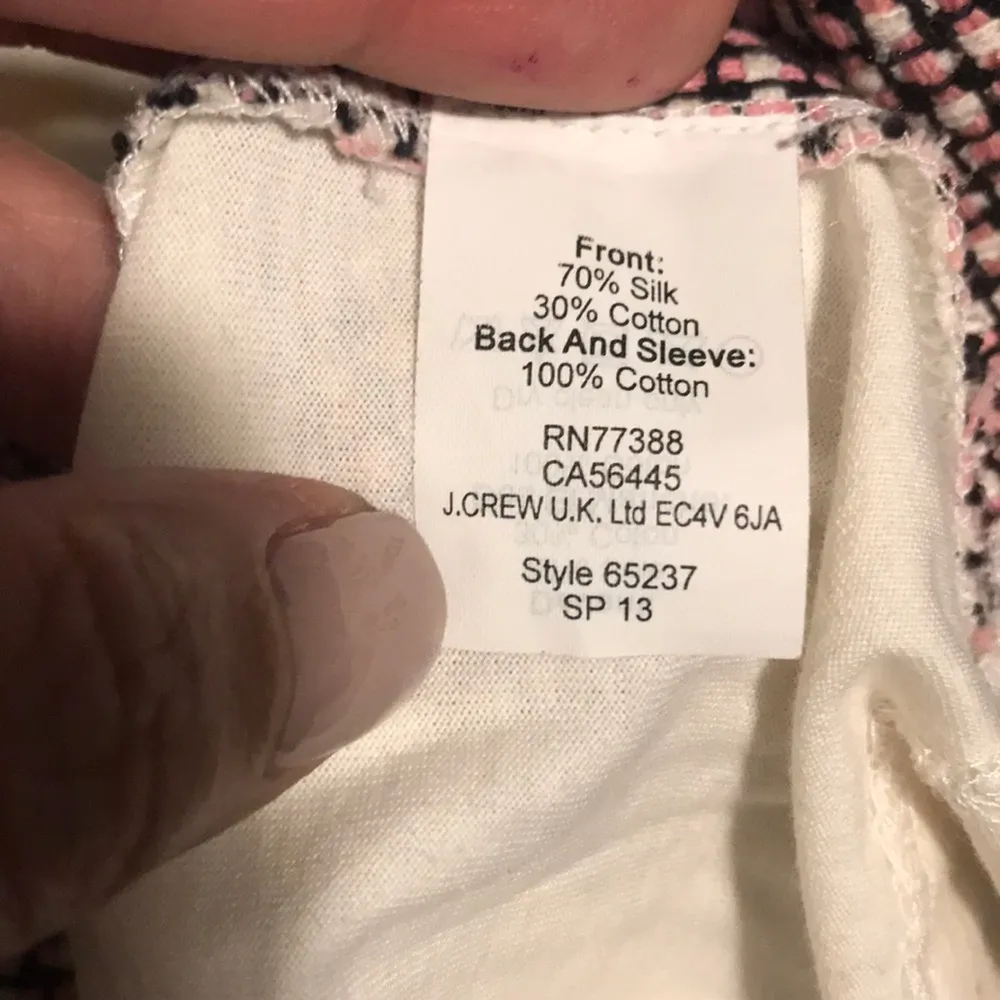 Front:
70% Silk
30% Cotton
Back And Sleeve:
100% Cotton
RN77388
CA56445
J.CREW U.K. Ltd EC4V 6JA
Style 65237
SP 13